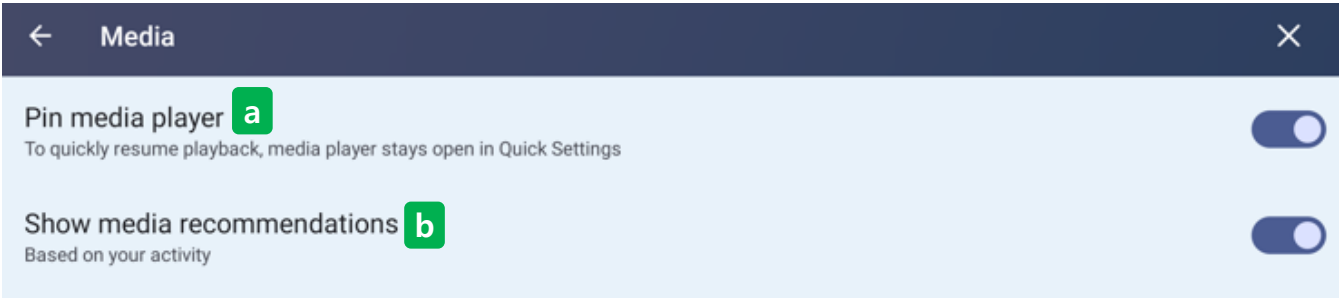 Media
Pin media player a
To quickly resume playback, media player stays open in Quick Settings
Show media recommendations b
Based on your activity